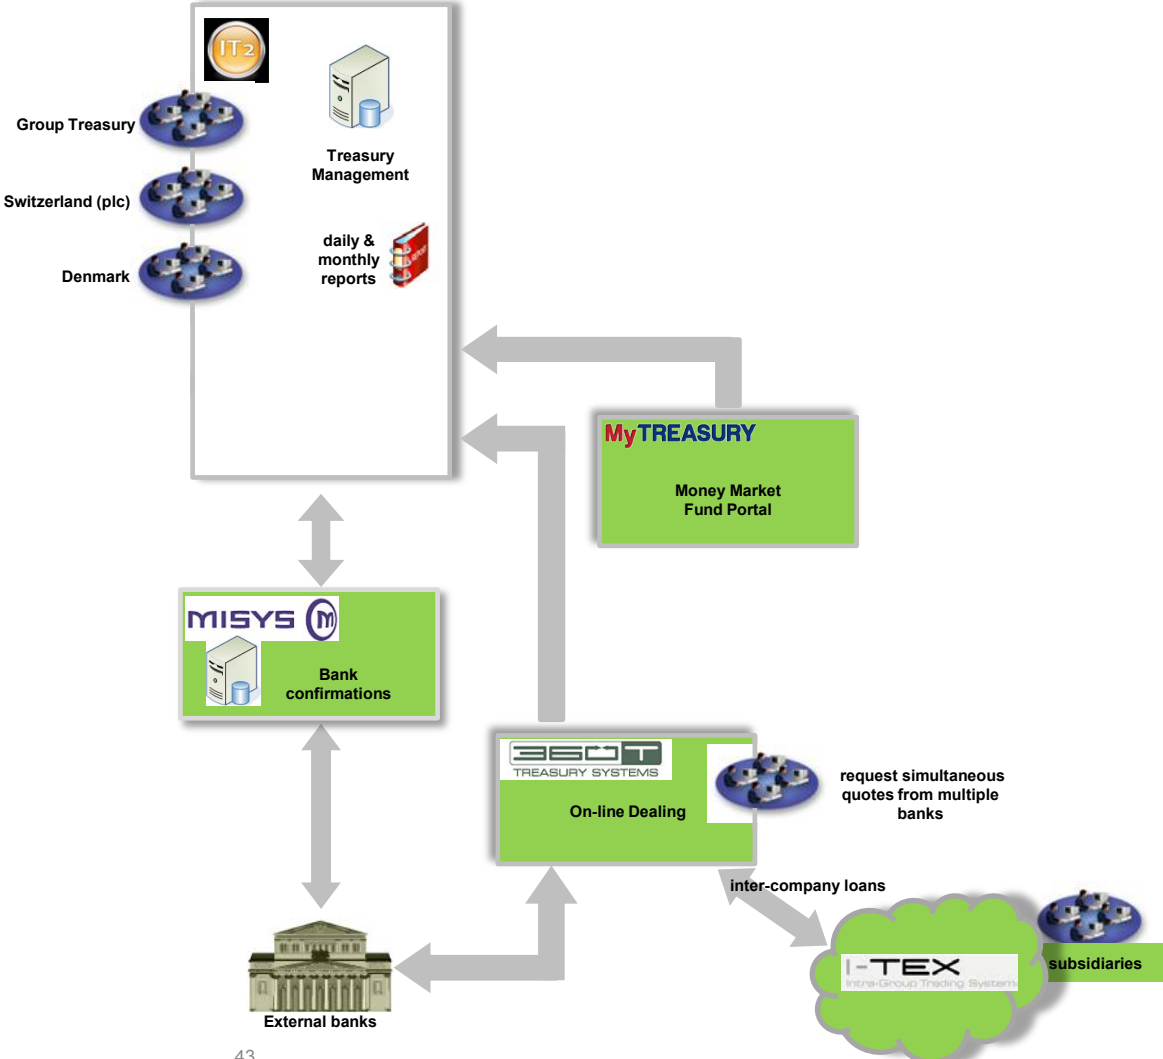 IT2
Group Treasury
Switzerland (plc)
Denmark
Treasury
Management
daily &
monthly
reports
REPORT
MyTREASURY
Money Market
Fund Portal
MISYS M
Bank
confirmations
360T
TREASURY SYSTEMS
On-line Dealing
request simultaneous
quotes from multiple
banks
inter-company loans
I-TEX
Intra-Group Trading System
subsidiaries
External banks
43